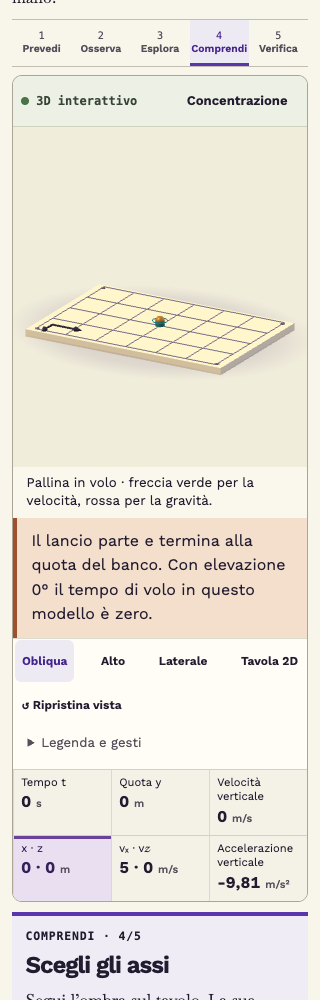 1
Prevedi
2
Osserva
3
Esplora
4
Comprendi
5
Verifica
3D interattivo
Concentrazione
Pallina in volo · freccia verde per la
velocità, rossa per la gravità.
Il lancio parte e termina alla
quota del banco. Con elevazione
0° il tempo di volo in questo
modello è zero.
Obliqua Alto Laterale Tavola 2D
↺ Ripristina vista
▶ Legenda e gesti
Tempo t
0 s
Quota y
0 m
Velocità
verticale
0 m/s
x · z
0 · 0 m
vₓ · vz
5 · 0 m/s
Accelerazione
verticale
-9,81 m/s²
COMPRENDI · 4/5
Scegli gli assi